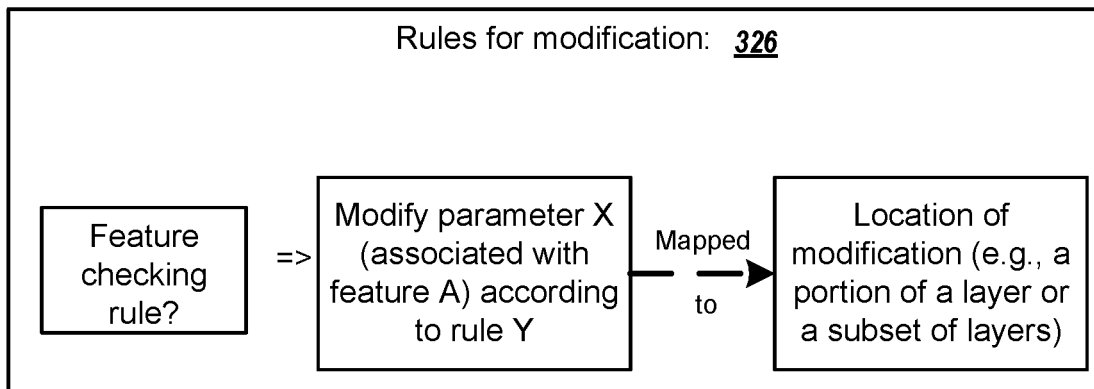 Rules for modification: 326
Feature
checking
rule?
=>
Modify parameter X
(associated with
feature A) according
to rule Y
Mapped
to
Location of
modification (e.g., a
portion of a layer or
a subset of layers)